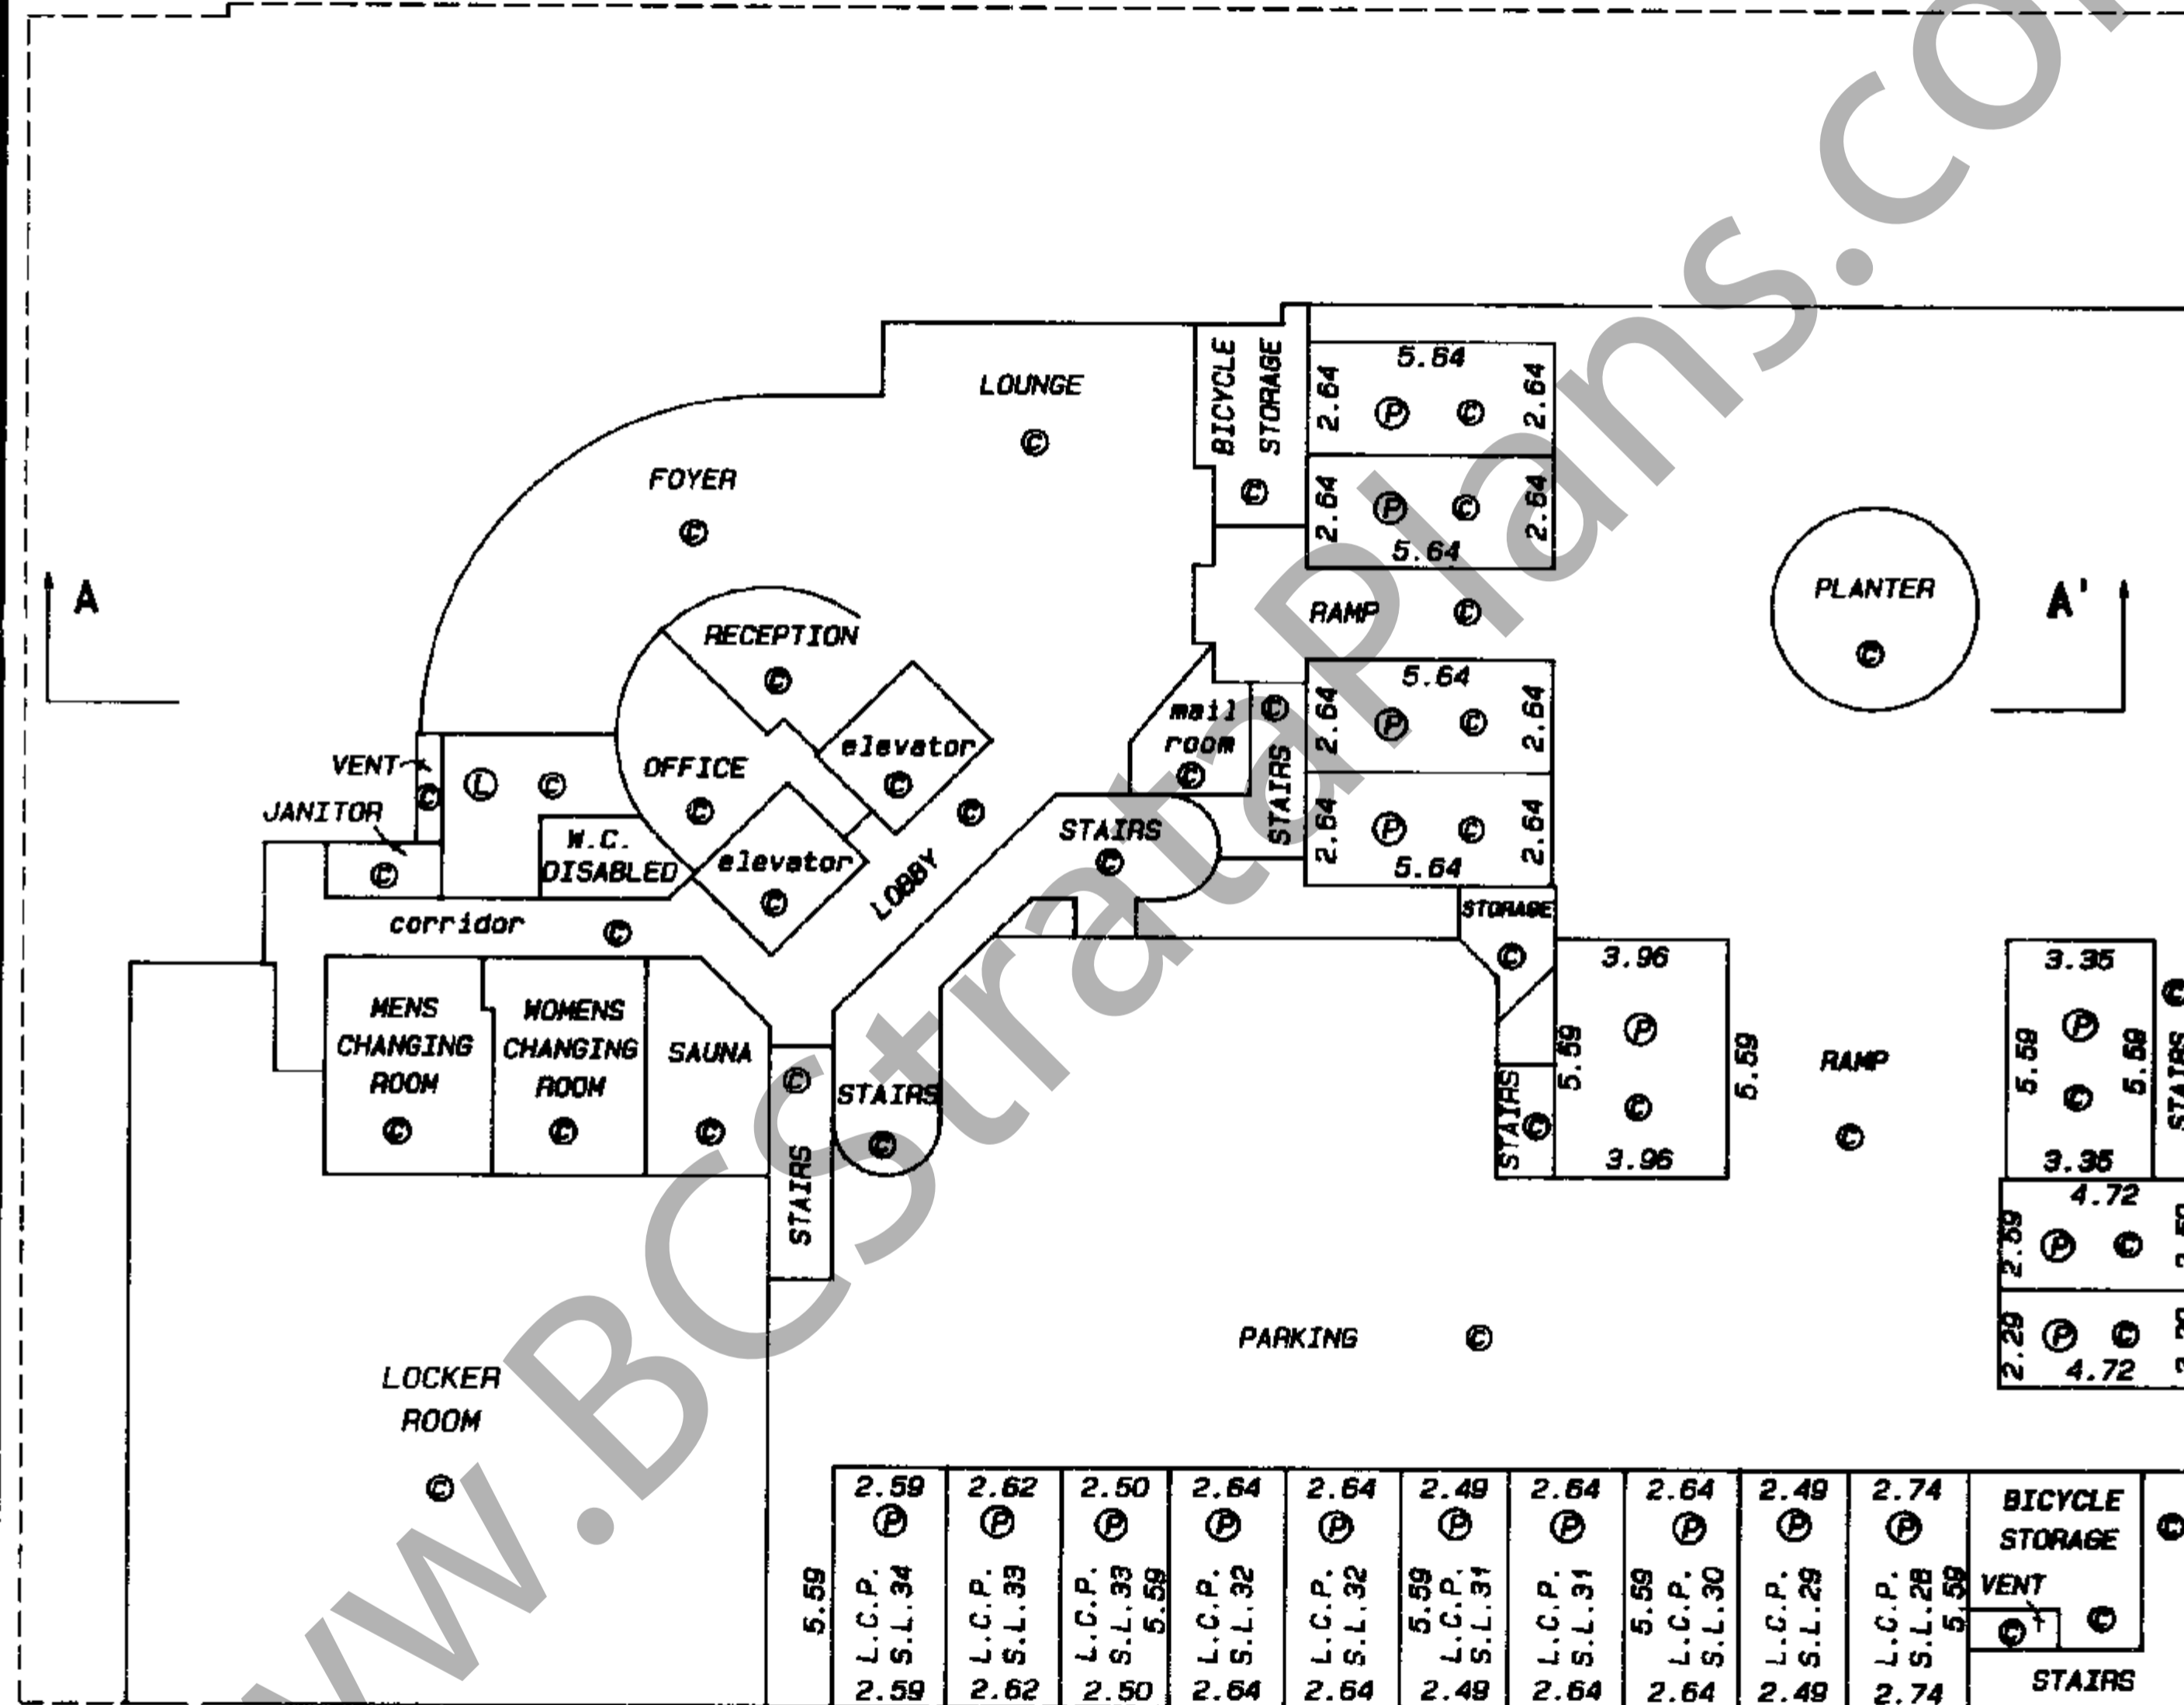 LOUNGE
©
FOYER
©
BICYCLE
STORAGE
©
5.64
2.64
Ⓟ ©
2.64
2.64
Ⓟ ©
2.64
5.64
A
RECEPTION
©
RAMP ©
PLANTER
©
A'
mail
room
©
STAIRS
©
5.64
2.64
Ⓟ ©
2.64
2.64
Ⓟ ©
2.64
5.64
VENT
©
Ⓛ ©
OFFICE
©
elevator
©
©
JANITOR
©
W.C.
DISABLED
elevator
©
LOBBY
STAIRS
©
corridor ©
STORAGE
©
3.96
Ⓟ
5.59
5.59
©
3.96
RAMP
©
3.35
Ⓟ
5.59
5.59
©
3.35
STAIRS
©
MENS
CHANGING
ROOM
©
WOMENS
CHANGING
ROOM
©
SAUNA
©
©
STAIRS
STAIRS
©
STAIRS
©
4.72
2.59
Ⓟ ©
2.29
Ⓟ ©
4.72
PARKING ©
LOCKER
ROOM
©
5.59
2.59
Ⓟ
L.C.P.
S.L.34
2.59
2.62
Ⓟ
L.C.P.
S.L.33
2.62
2.50
Ⓟ
L.C.P.
S.L.33
5.59
2.50
2.64
Ⓟ
L.C.P.
S.L.32
2.64
2.64
Ⓟ
L.C.P.
S.L.32
2.64
2.49
Ⓟ
5.59
L.C.P.
S.L.31
2.49
2.64
Ⓟ
L.C.P.
S.L.31
2.64
2.64
Ⓟ
5.59
L.C.P.
S.L.30
2.64
2.49
Ⓟ
L.C.P.
S.L.29
2.49
2.74
Ⓟ
L.C.P.
S.L.28
5.59
2.74
BICYCLE
STORAGE
©
VENT
©
©
STAIRS
www.BCStrataPlans.com